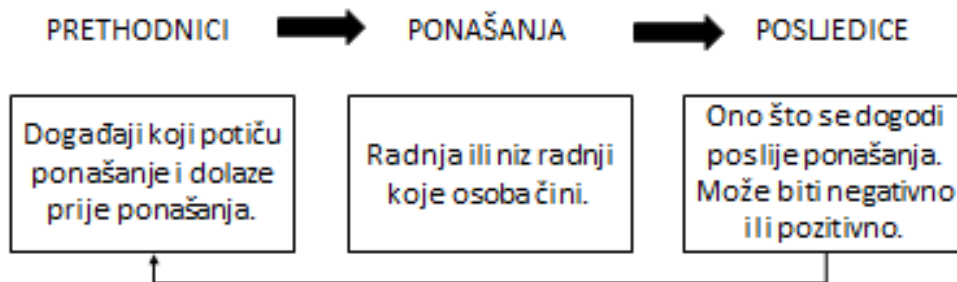 PRETHODNICI
PONAŠANJA
POSLJEDICE
Događaji koji potiču
ponašanje i dolaze
prije ponašanja.
Radnja ili niz radnji
koje osoba čini.
Ono što se dogodi
poslije ponašanja.
Može biti negativno
ili pozitivno.